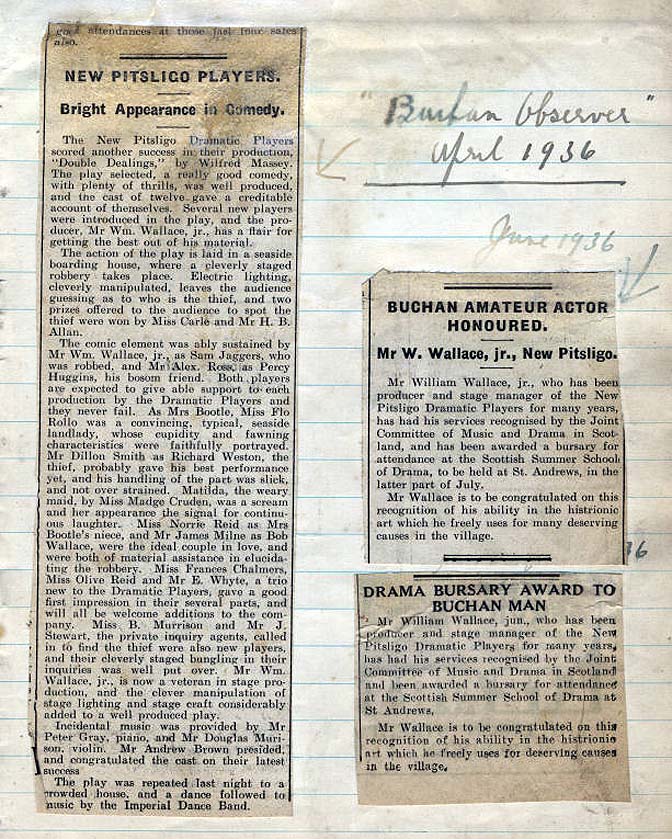 good attendances at those last four sales
also.
NEW PITSLIGO PLAYERS.
Bright Appearance in Comedy.
The New Pitsligo Dramatic Players
scored another success in their production,
"Double Dealings," by Wilfred Massey.
The play selected, a really good comedy,
with plenty of thrills, was well produced,
and the cast of twelve gave a creditable
account of themselves. Several new players
were introduced in the play, and the pro-
ducer, Mr Wm. Wallace, jr., has a flair for
getting the best out of his material.
The action of the play is laid in a seaside
boarding house, where a cleverly staged
robbery takes place. Electric lighting,
cleverly manipulated, leaves the audience
guessing as to who is the thief, and two
prizes offered to the audience to spot the
thief were won by Miss Carle and Mr H. B.
Allan.
The comic element was ably sustained by
Mr Wm. Wallace, jr., as Sam Jaggers, who
was robbed, and Mr Alex. Ross, as Percy
Huggins, his bosom friend. Both players
are expected to give able support to each
production by the Dramatic Players and
they never fail. As Mrs Bootle, Miss Flo
Rollo was a convincing, typical, seaside
landlady, whose cupidity and fawning
characteristics were faithfully portrayed.
Mr Dillon Smith as Richard Weston, the
thief, probably gave his best performance
yet, and his handling of the part was slick,
and not over strained. Matilda, the weary
maid, by Miss Madge Cruden, was a scream
and her appearance the signal for continu-
ous laughter. Miss Norrie Reid as Mrs
Bootle's niece, and Mr James Milne as Bob
Wallace, were the ideal couple in love, and
were both of material assistance in elucida-
ting the robbery. Miss Frances Chalmers,
Miss Olive Reid and Mr E. Whyte, a trio
new to the Dramatic Players, gave a good
first impression in their several parts, and
will all be welcome additions to the com-
pany. Miss B. Murrison and Mr J.
Stewart, the private inquiry agents, called
in to find the thief were also new players,
and their cleverly staged bungling in their
inquiries was well put over. Mr Wm.
Wallace, jr., is now a veteran in stage pro-
duction, and the clever manipulation of
stage lighting and stage craft considerably
added to a well produced play.
Incidental music was provided by Mr
Peter Gray, piano, and Mr Douglas Muri-
son, violin. Mr Andrew Brown presided,
and congratulated the cast on their latest
success
The play was repeated last night to a
crowded house, and a dance followed to
music by the Imperial Dance Band.
"Buchan Observer"
April 1936
June 1936
BUCHAN AMATEUR ACTOR
HONOURED.
Mr W. Wallace, jr., New Pitsligo.
Mr William Wallace, jr., who has been
producer and stage manager of the New
Pitsligo Dramatic Players for many years,
has had his services recognised by the Joint
Committee of Music and Drama in Scot-
land, and has been awarded a bursary for
attendance at the Scottish Summer School
of Drama, to be held at St. Andrews, in the
latter part of July.
Mr Wallace is to be congratulated on this
recognition of his ability in the histrionic
art which he freely uses for many deserving
causes in the village.
36
DRAMA BURSARY AWARD TO
BUCHAN MAN
Mr William Wallace, jun., who has been
producer and stage manager of the New
Pitsligo Dramatic Players for many years,
has had his services recognised by the Joint
Committee of Music and Drama in Scotland
and been awarded a bursary for attendance
at the Scottish Summer School of Drama at
St Andrews.
Mr Wallace is to be congratulated on this
recognition of his ability in the histrionic
art which he freely uses for deserving causes
in the village.